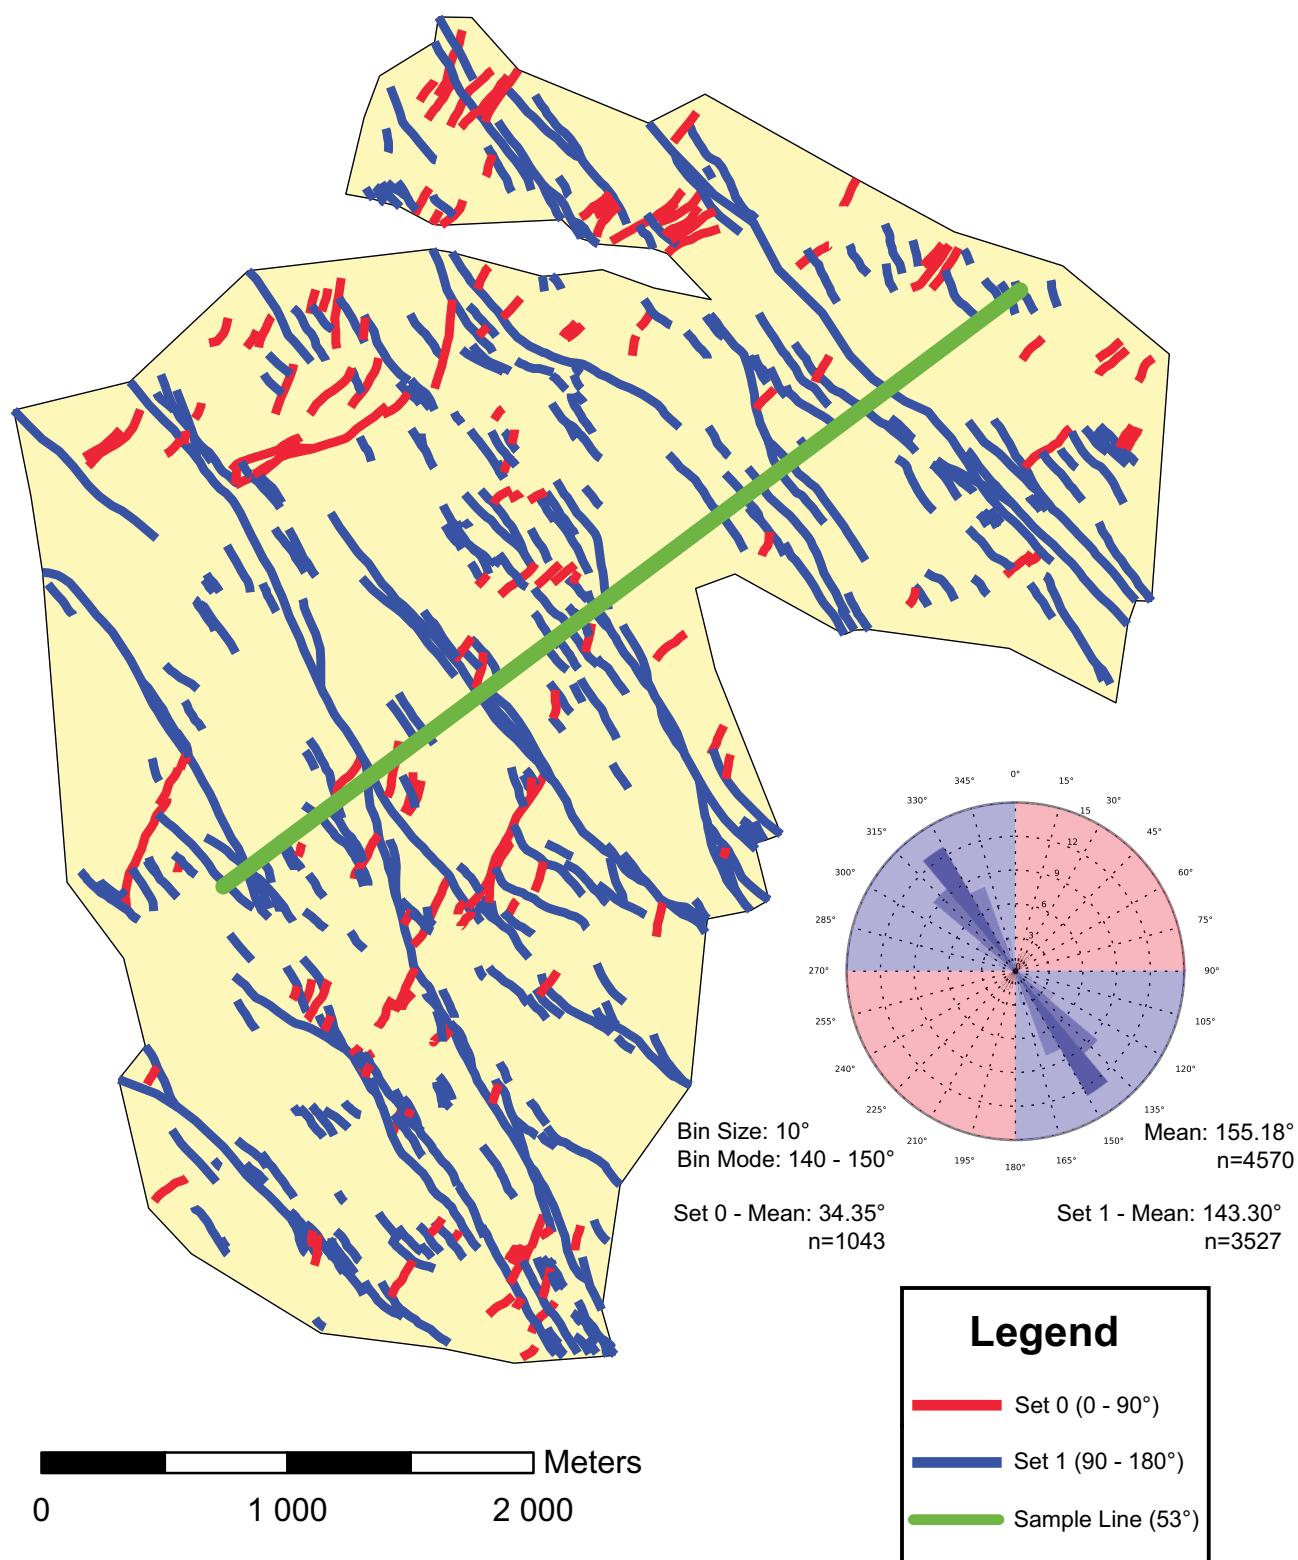 0°
345°
15°
330°
30°
15
315°
45°
12
300°
60°
9
285°
75°
6
3
270°
0
90°
255°
105°
240°
120°
225°
135°
210°
150°
195°
180°
165°
Bin Size: 10°
Bin Mode: 140 - 150°
Mean: 155.18°
n=4570
Set 0 - Mean: 34.35°
n=1043
Set 1 - Mean: 143.30°
n=3527
Legend
Set 0 (0 - 90°)
Set 1 (90 - 180°)
Sample Line (53°)
Meters
0 1 000 2 000